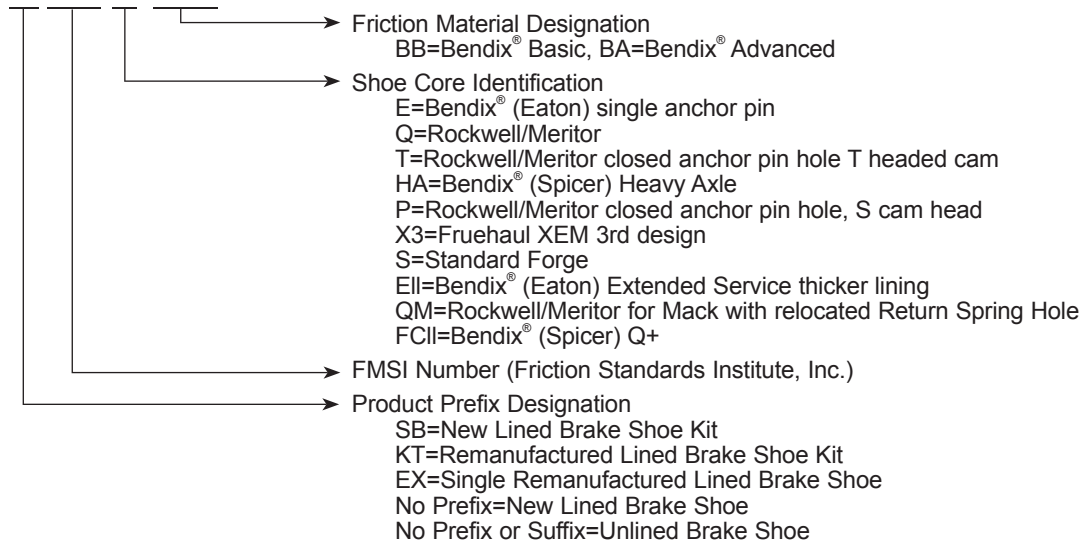 Friction Material Designation
BB=Bendix® Basic, BA=Bendix® Advanced
Shoe Core Identification
E=Bendix® (Eaton) single anchor pin
Q=Rockwell/Meritor
T=Rockwell/Meritor closed anchor pin hole T headed cam
HA=Bendix® (Spicer) Heavy Axle
P=Rockwell/Meritor closed anchor pin hole, S cam head
X3=Fruehaul XEM 3rd design
S=Standard Forge
Ell=Bendix® (Eaton) Extended Service thicker lining
QM=Rockwell/Meritor for Mack with relocated Return Spring Hole
FCll=Bendix® (Spicer) Q+
FMSI Number (Friction Standards Institute, Inc.)
Product Prefix Designation
SB=New Lined Brake Shoe Kit
KT=Remanufactured Lined Brake Shoe Kit
EX=Single Remanufactured Lined Brake Shoe
No Prefix=New Lined Brake Shoe
No Prefix or Suffix=Unlined Brake Shoe